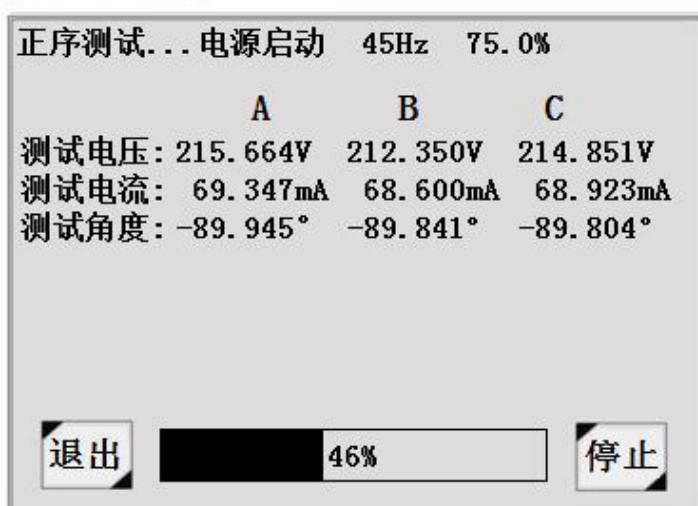 正序测试...电源启动 45Hz 75.0%
A B C
测试电压: 215.664V 212.350V 214.851V
测试电流: 69.347mA 68.600mA 68.923mA
测试角度: -89.945° -89.841° -89.804°
退出 46% 停止